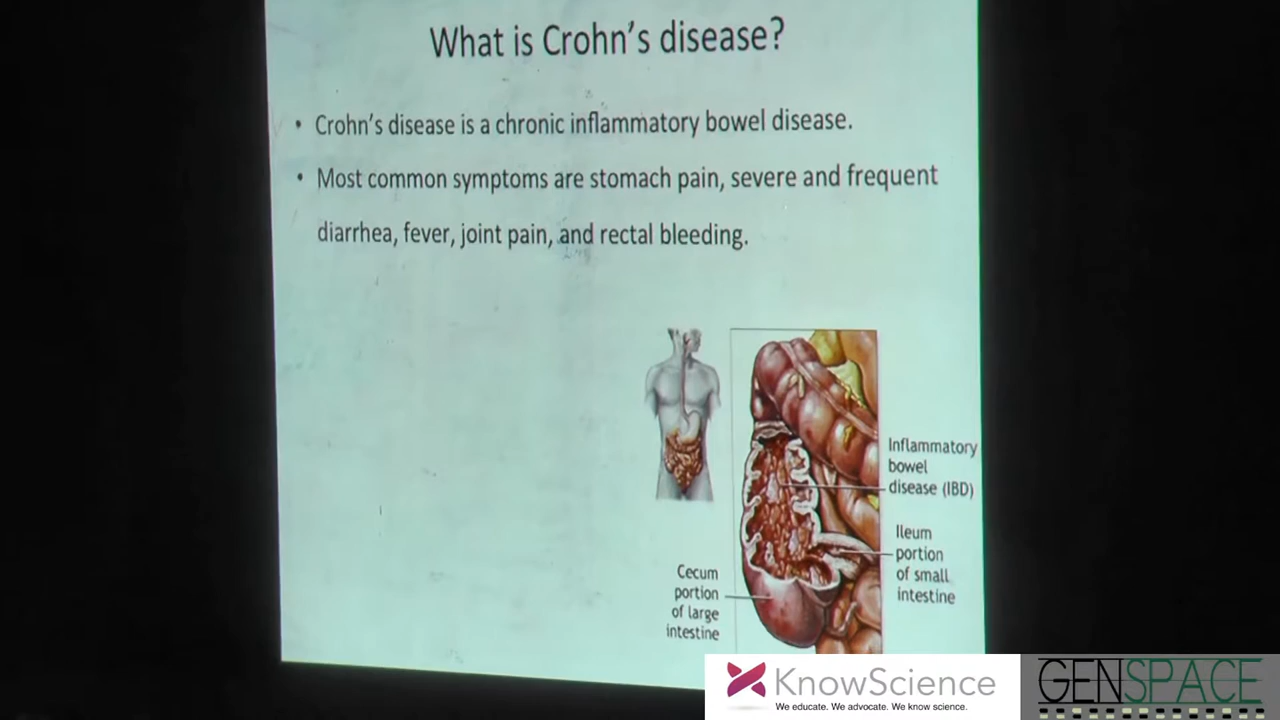 What is Crohn's disease?
• Crohn's disease is a chronic inflammatory bowel disease.
• Most common symptoms are stomach pain, severe and frequent
diarrhea, fever, joint pain, and rectal bleeding.
Inflammatory
bowel
disease (IBD)
Ileum
portion
of small
intestine
Cecum
portion
of large
intestine
KnowScience
We educate. We advocate. We know science.
GENSPACE